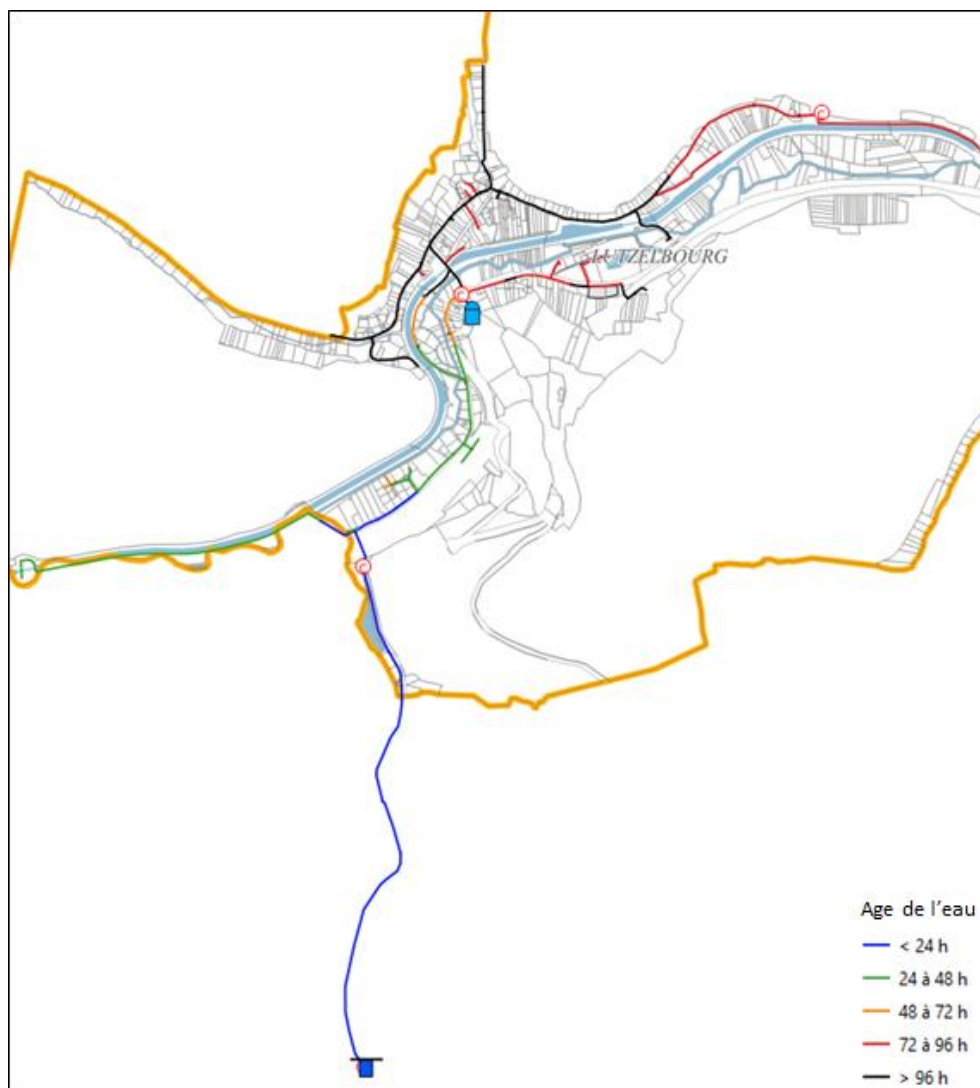 LUTZELBOURG
Age de l'eau
< 24 h
24 à 48 h
48 à 72 h
72 à 96 h
> 96 h